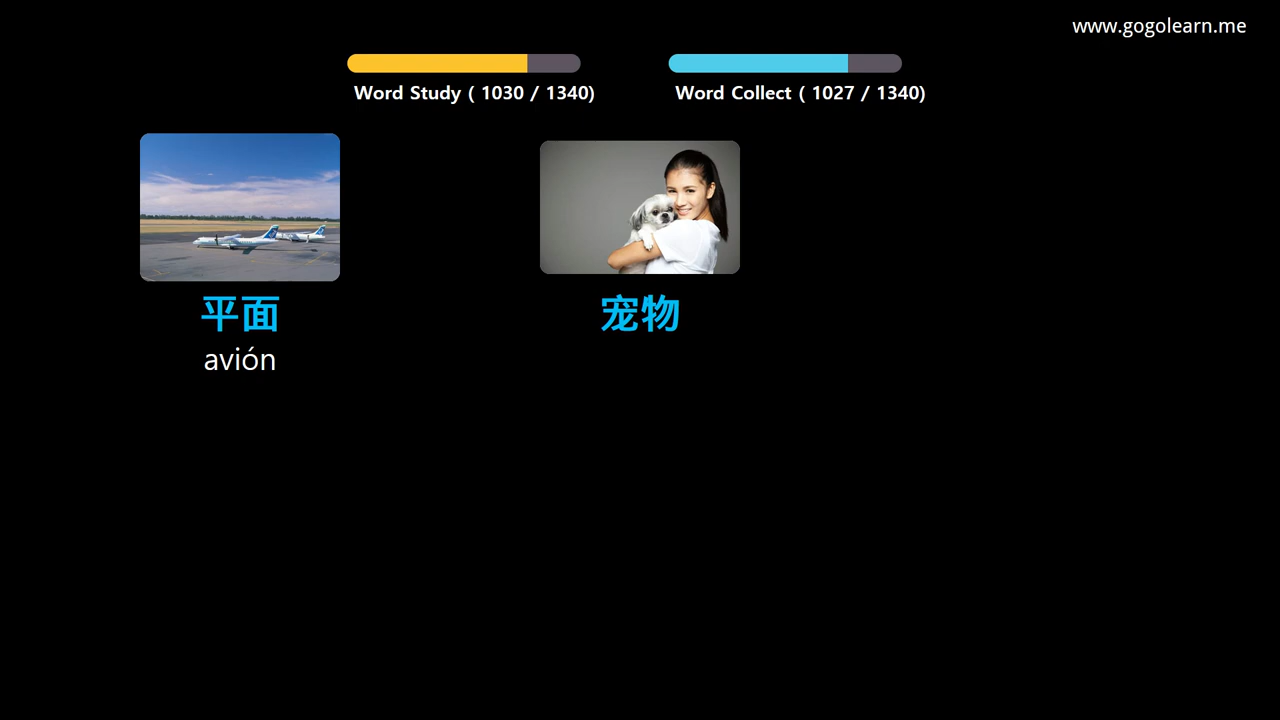 www.gogolearn.me
Word Study ( 1030 / 1340)
Word Collect ( 1027 / 1340)
平面
avión
宠物